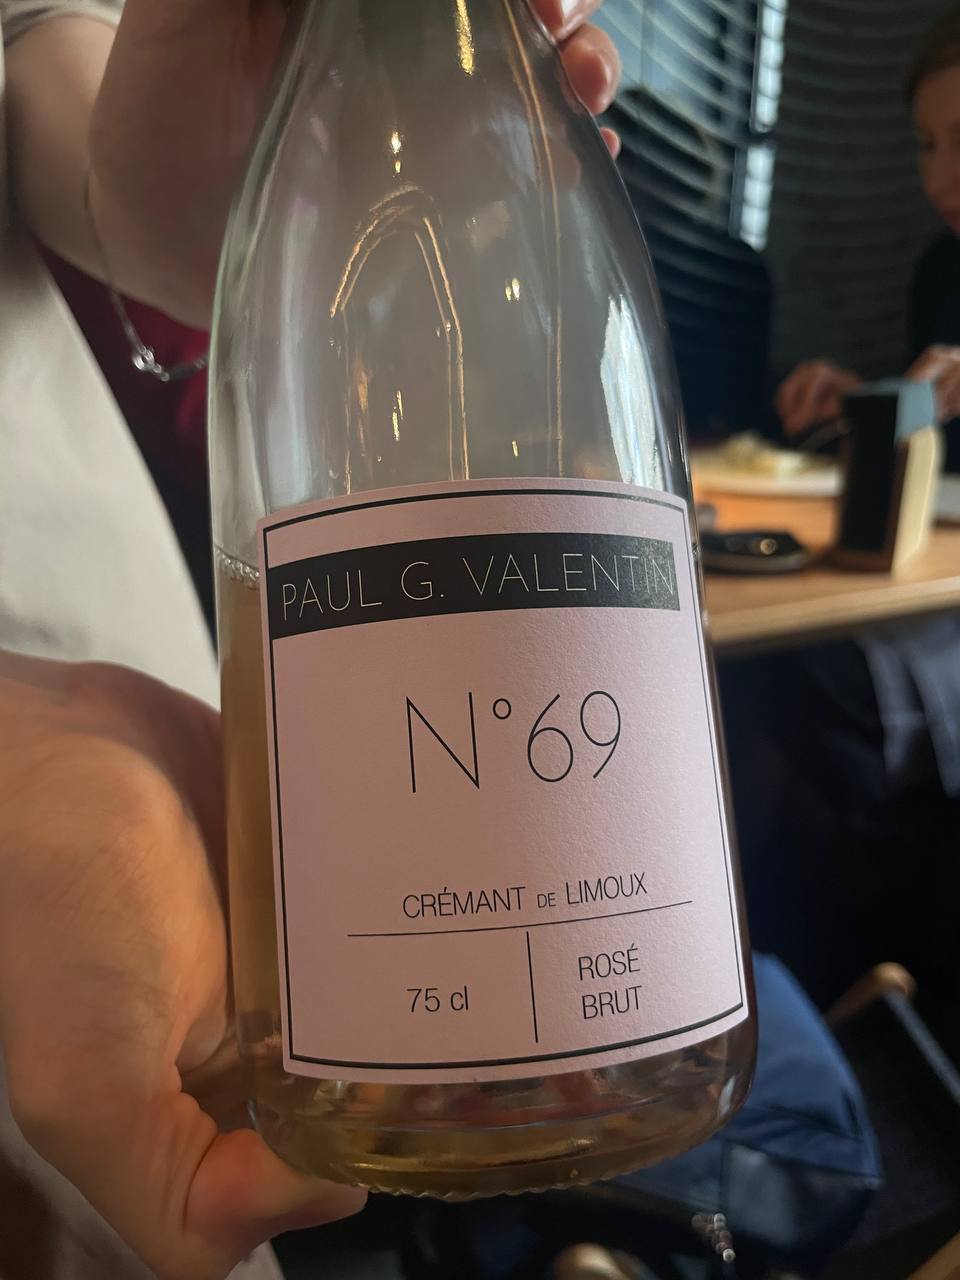 PAUL G. VALENTIN
N°69
CRÉMANT DE LIMOUX
75 cl
ROSÉ
BRUT